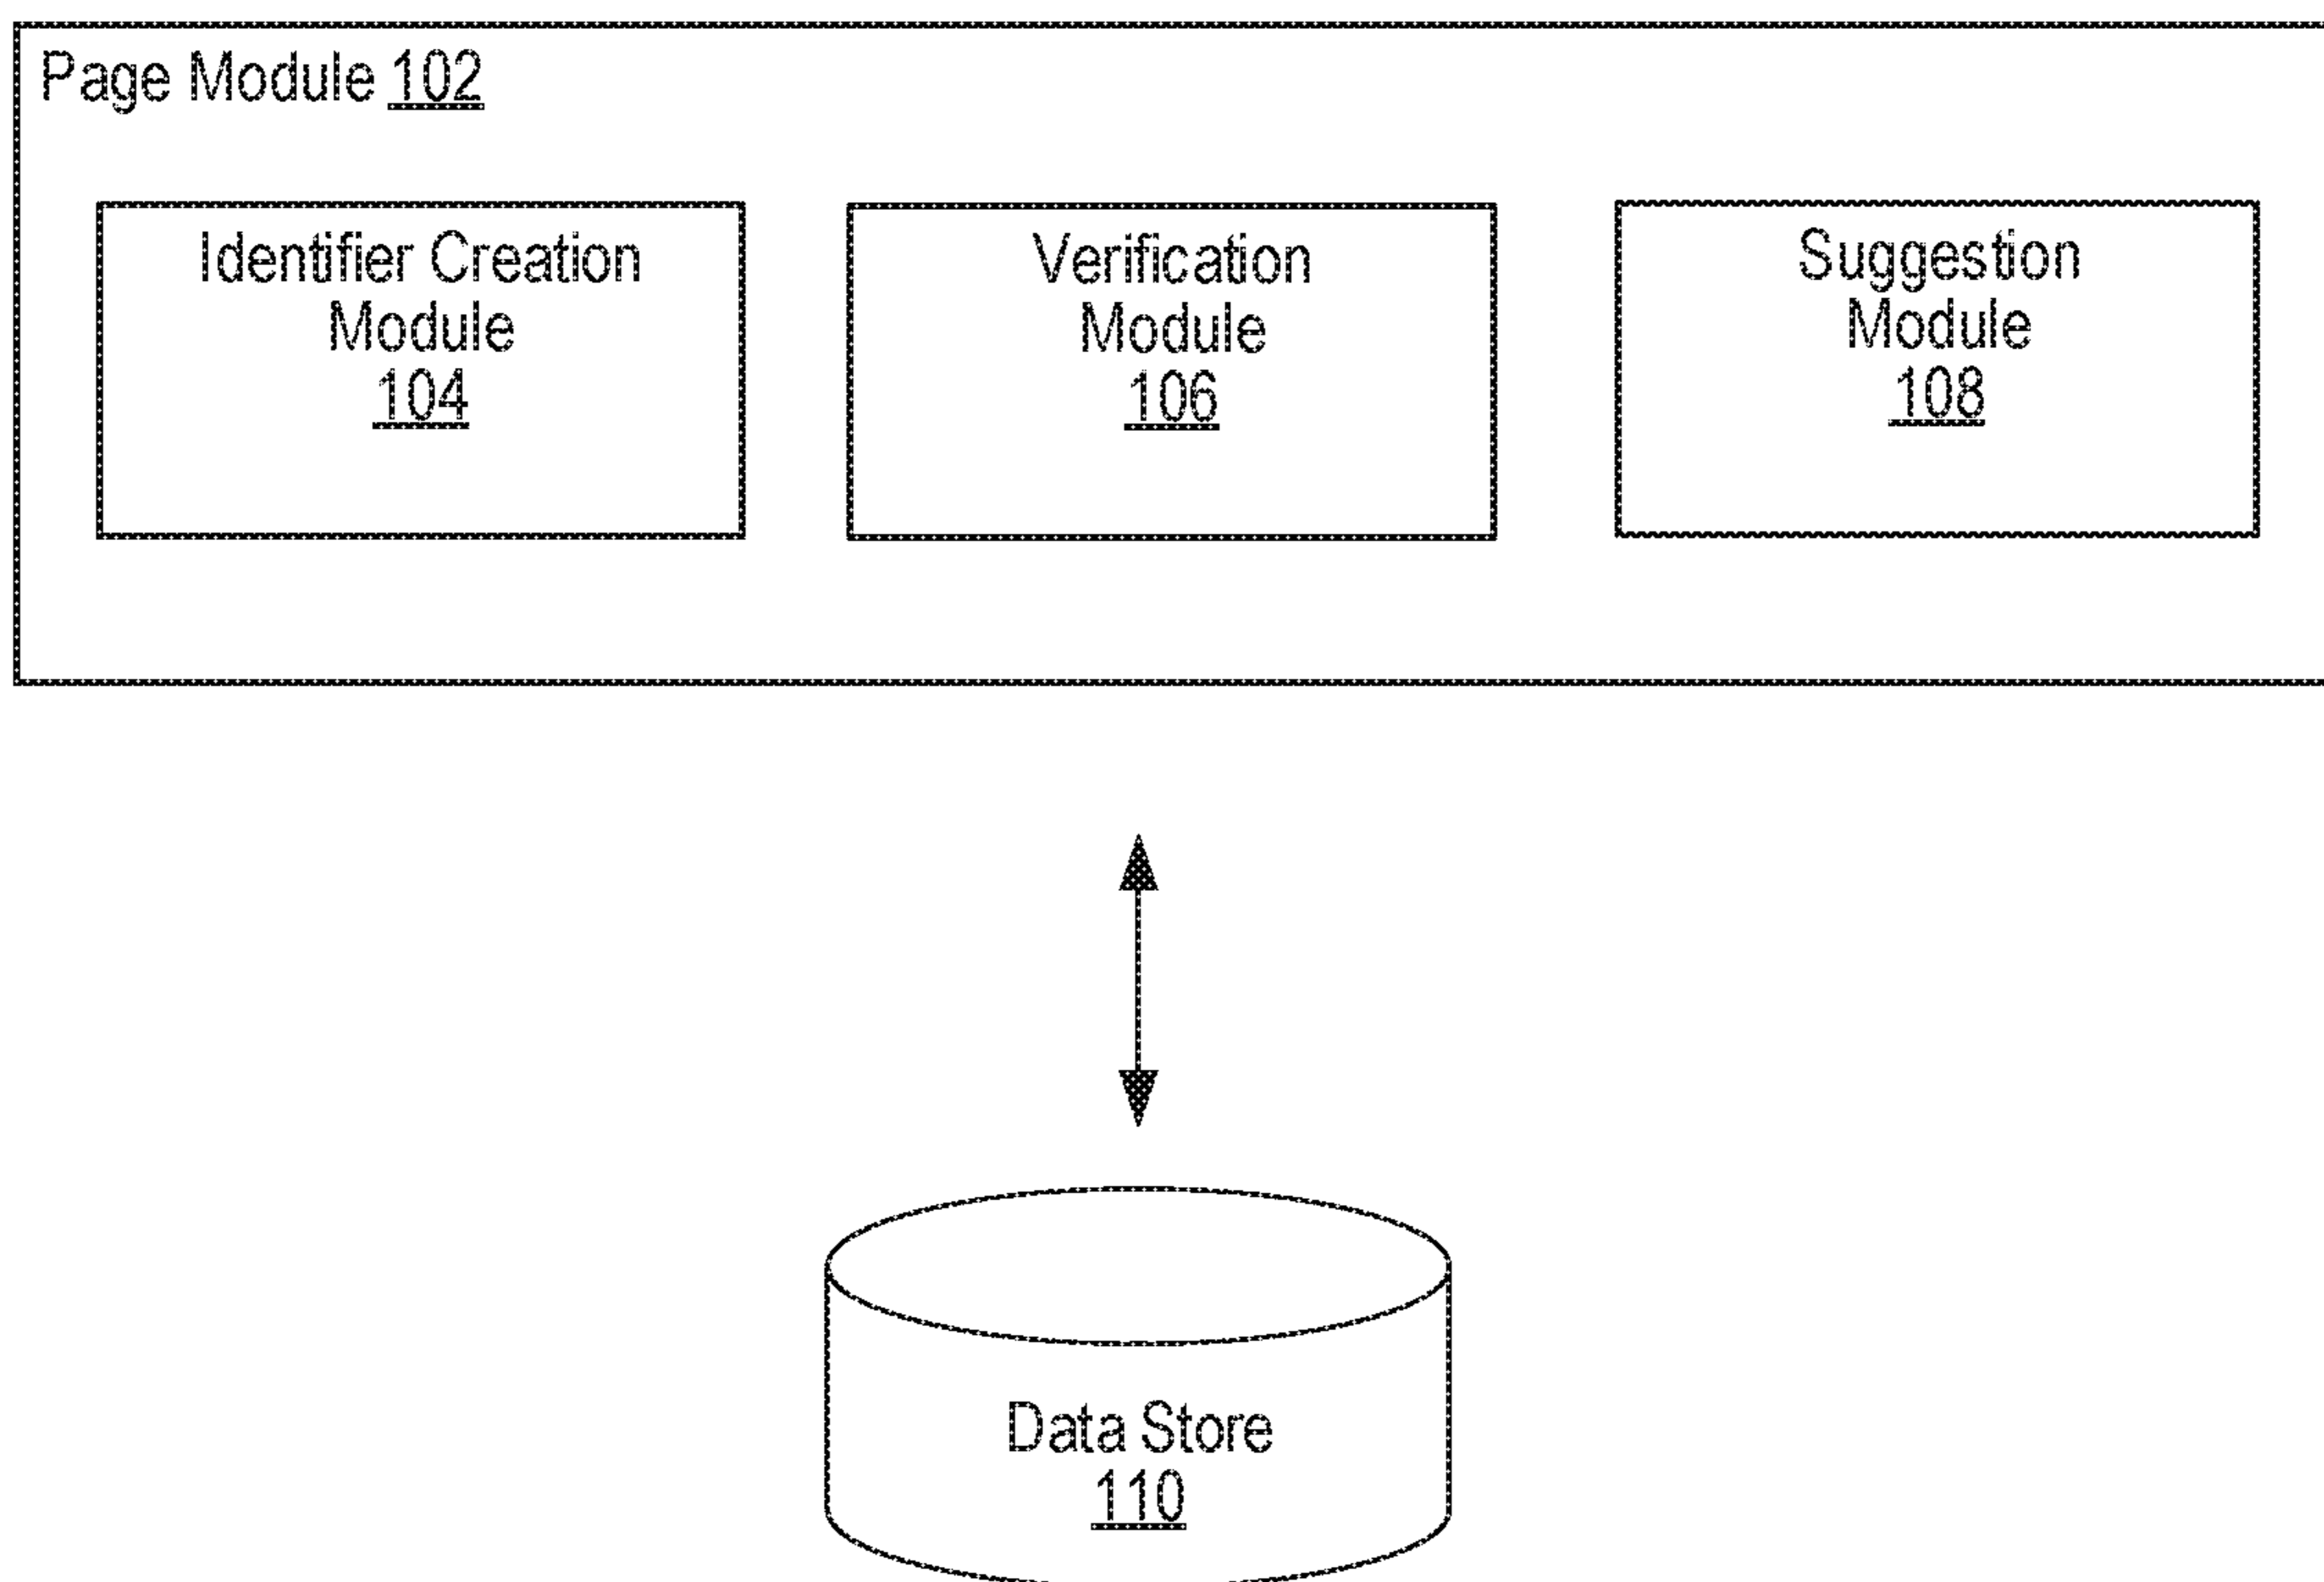 Page Module 102
Identifier Creation
Module
104
Verification
Module
106
Suggestion
Module
108
Data Store
110